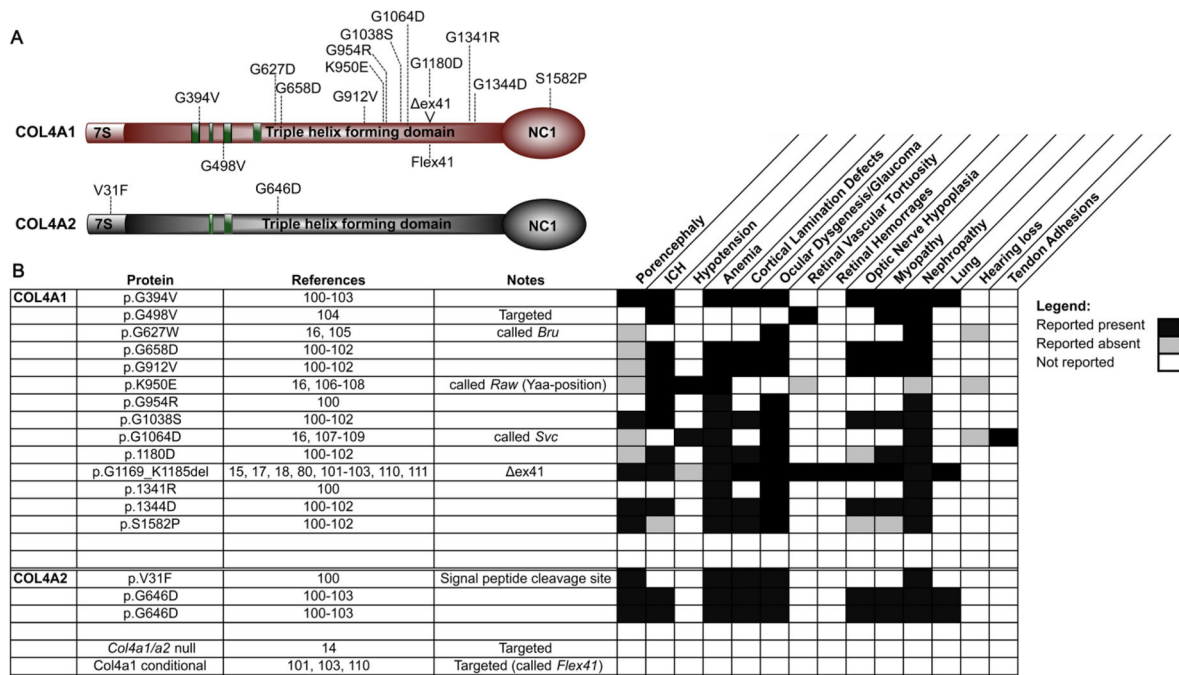 A
G394V
G627D
G658D
G912V
K950E
G954R
G1038S
G1064D
G1180D
Δex41
G1341R
G1344D
S1582P
COL4A1
7S
Triple helix forming domain
NC1
G498V
Flex41
V31F
G646D
COL4A2
7S
Triple helix forming domain
NC1
Porencephaly
ICH
Hypotension
Anemia
Cortical Lamination Defects
Ocular Dysgenesis/Glaucoma
Retinal Vascular Tortuosity
Retinal Hemorrages
Optic Nerve Hypoplasia
Myopathy
Nephropathy
Lung
Hearing loss
Tendon Adhesions
B
Protein References Notes
COL4A1 p.G394V 100-103
p.G498V 104 Targeted
p.G627W 16, 105 called Bru
p.G658D 100-102
p.G912V 100-102
p.K950E 16, 106-108 called Raw (Yaa-position)
p.G954R 100
p.G1038S 100-102
p.G1064D 16, 107-109 called Svc
p.1180D 100-102
p.G1169_K1185del 15, 17, 18, 80, 101-103, 110, 111 Δex41
p.1341R 100
p.1344D 100-102
p.S1582P 100-102
COL4A2 p.V31F 100 Signal peptide cleavage site
p.G646D 100-103
p.G646D 100-103
Col4a1/a2 null 14 Targeted
Col4a1 conditional 101, 103, 110 Targeted (called Flex41)
Legend:
Reported present
Reported absent
Not reported